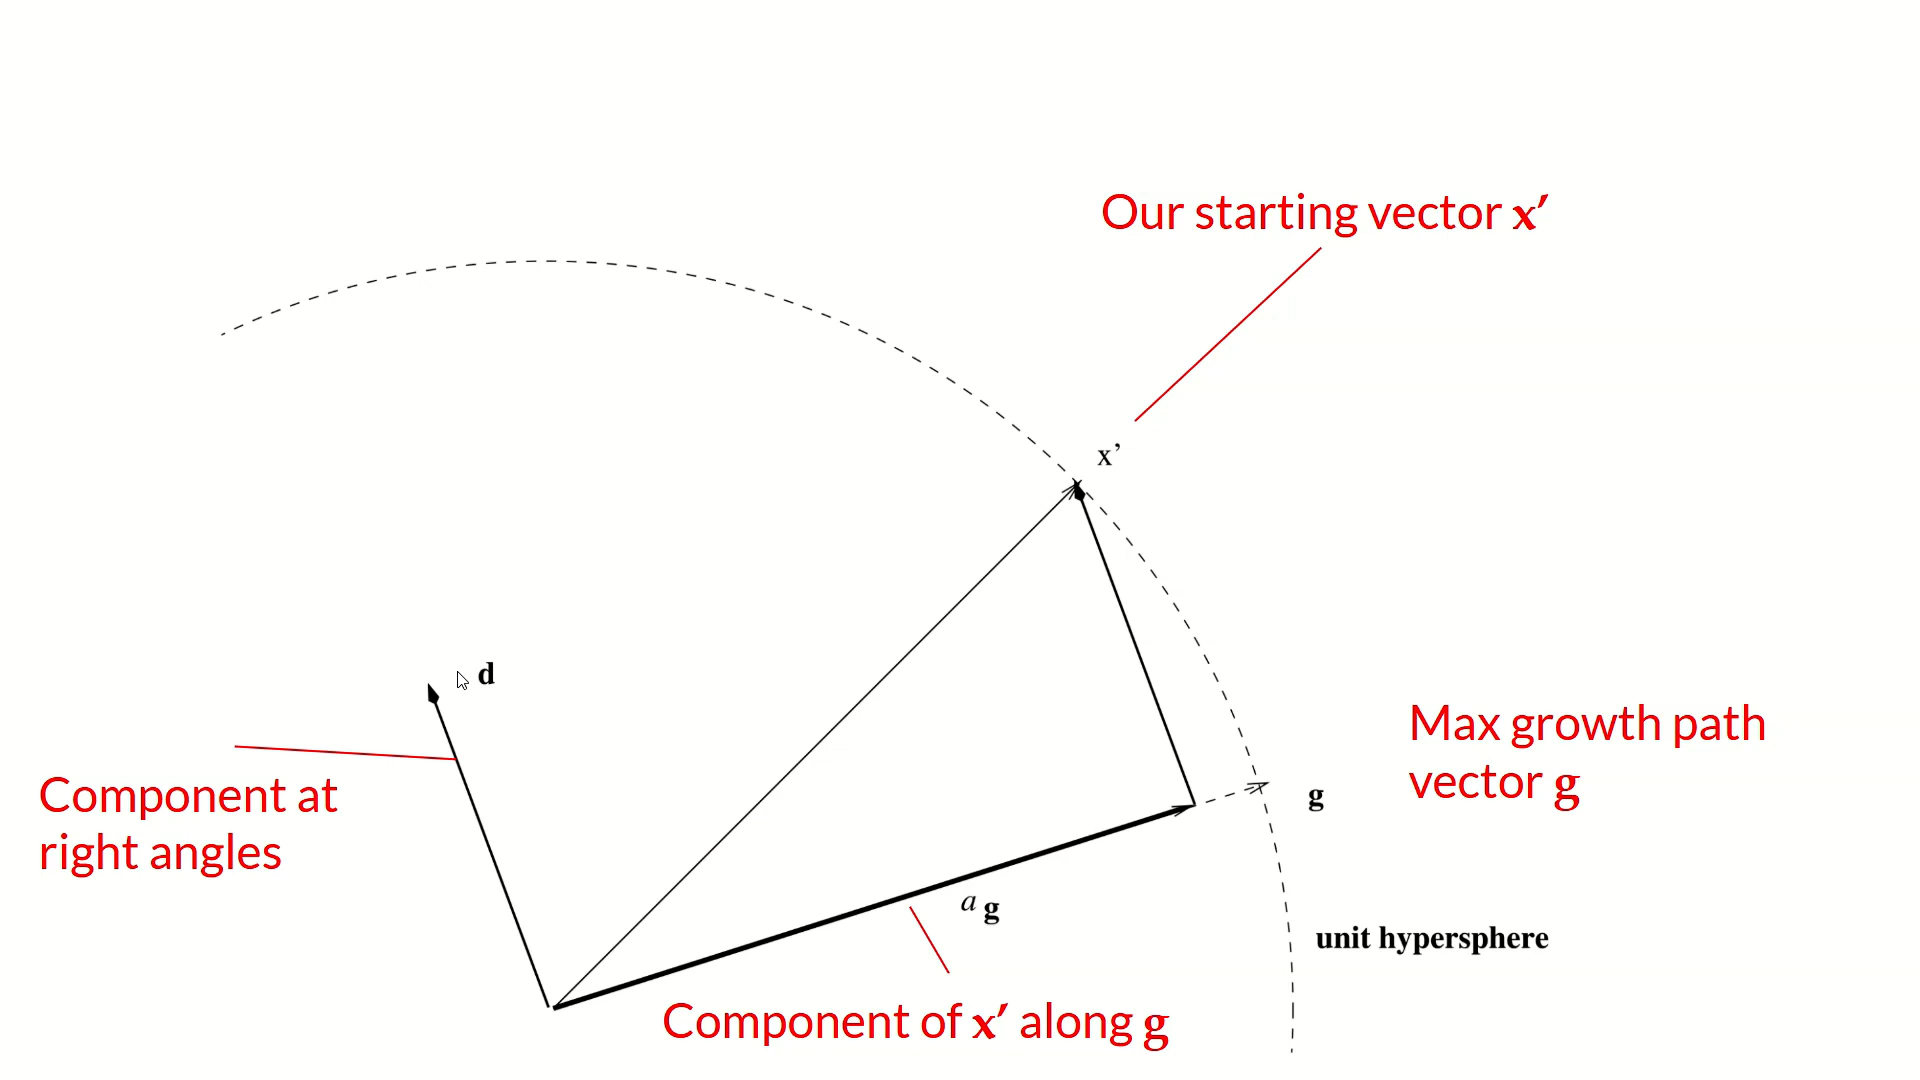 Our starting vector x′
x’
d
Max growth path
vector g
Component at
right angles
g
a g
unit hypersphere
Component of x′ along g